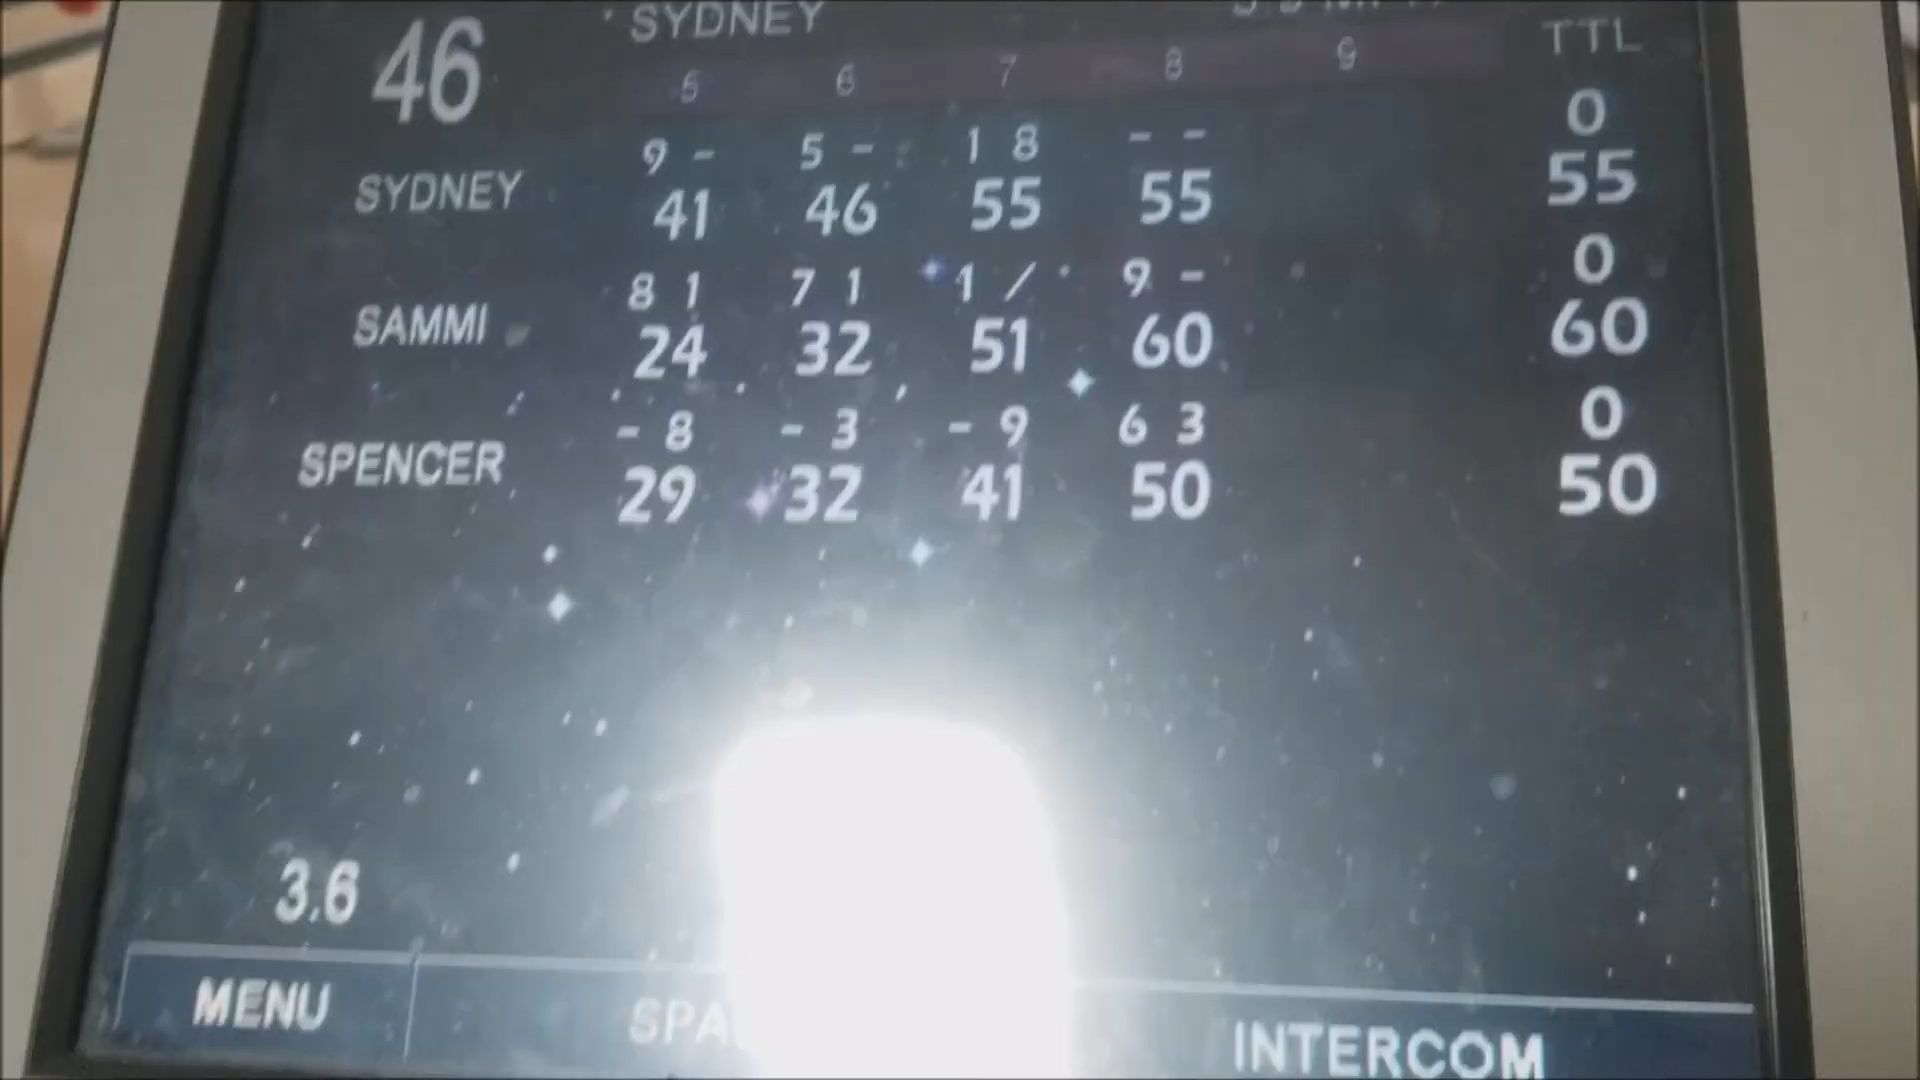 46 SYDNEY TTL
5 6 7 8 9
0
9 - 5 - 1 8 - -
SYDNEY 41 46 55 55 55
0
8 1 7 1 1 / 9 -
SAMMI 24 32 51 60 60
0
- 8 - 3 - 9 6 3
SPENCER 29 32 41 50 50
3.6
MENU INTERCOM